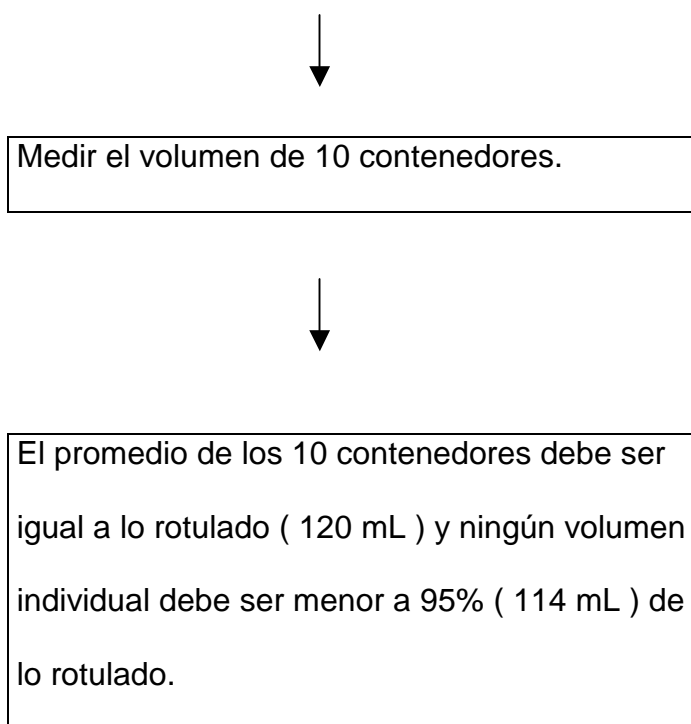 Medir el volumen de 10 contenedores.
El promedio de los 10 contenedores debe ser
igual a lo rotulado ( 120 mL ) y ningún volumen
individual debe ser menor a 95% ( 114 mL ) de
lo rotulado.